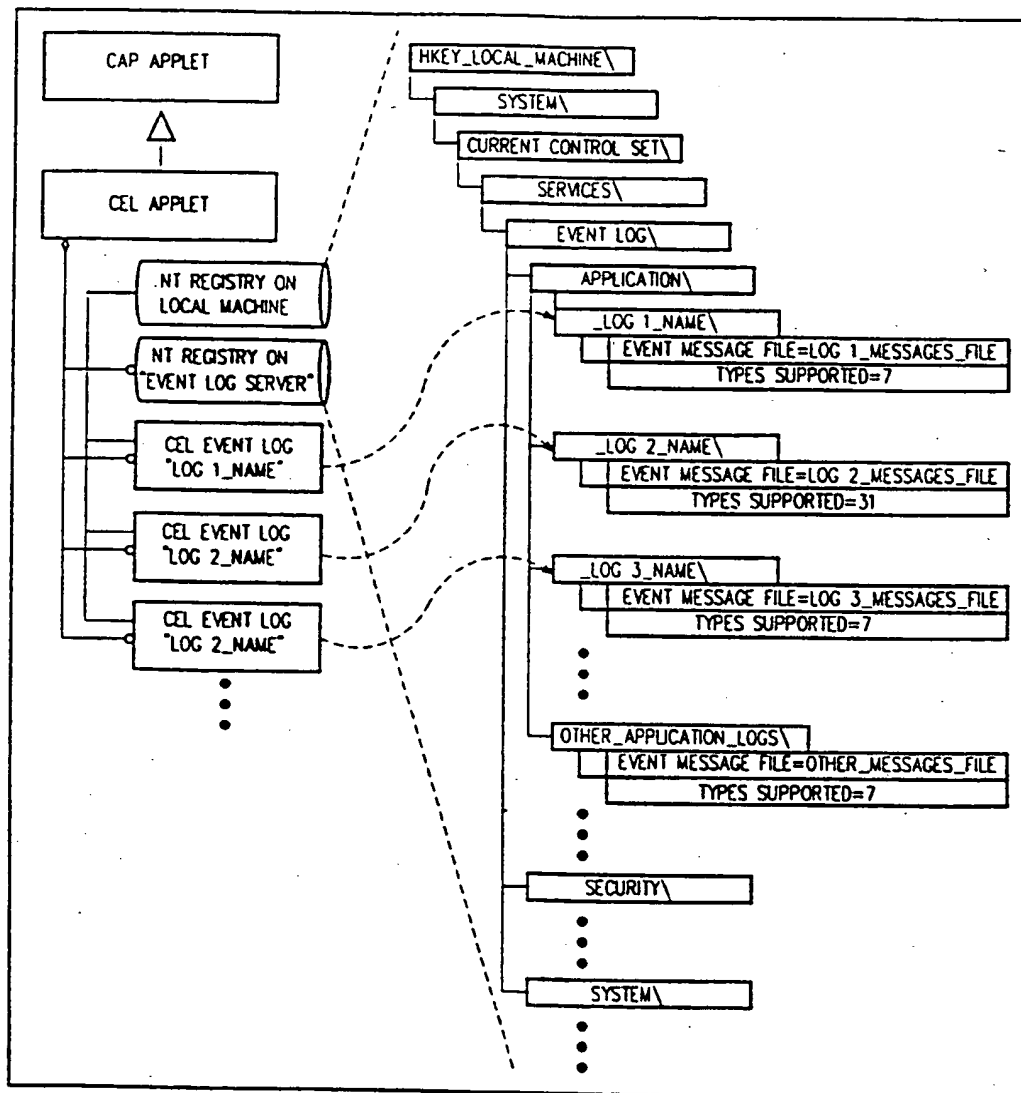 CAP APPLET
CEL APPLET
.NT REGISTRY ON
LOCAL MACHINE
NT REGISTRY ON
"EVENT LOG SERVER"
CEL EVENT LOG
"LOG 1_NAME"
CEL EVENT LOG
"LOG 2_NAME"
CEL EVENT LOG
"LOG 2_NAME"
HKEY_LOCAL_MACHINE\
SYSTEM\
CURRENT CONTROL SET\
SERVICES\
EVENT LOG\
APPLICATION\
_LOG 1_NAME\
EVENT MESSAGE FILE=LOG 1_MESSAGES_FILE
TYPES SUPPORTED=7
_LOG 2_NAME\
EVENT MESSAGE FILE=LOG 2_MESSAGES_FILE
TYPES SUPPORTED=31
_LOG 3_NAME\
EVENT MESSAGE FILE=LOG 3_MESSAGES_FILE
TYPES SUPPORTED=7
OTHER_APPLICATION_LOGS\
EVENT MESSAGE FILE=OTHER_MESSAGES_FILE
TYPES SUPPORTED=7
SECURITY\
SYSTEM\